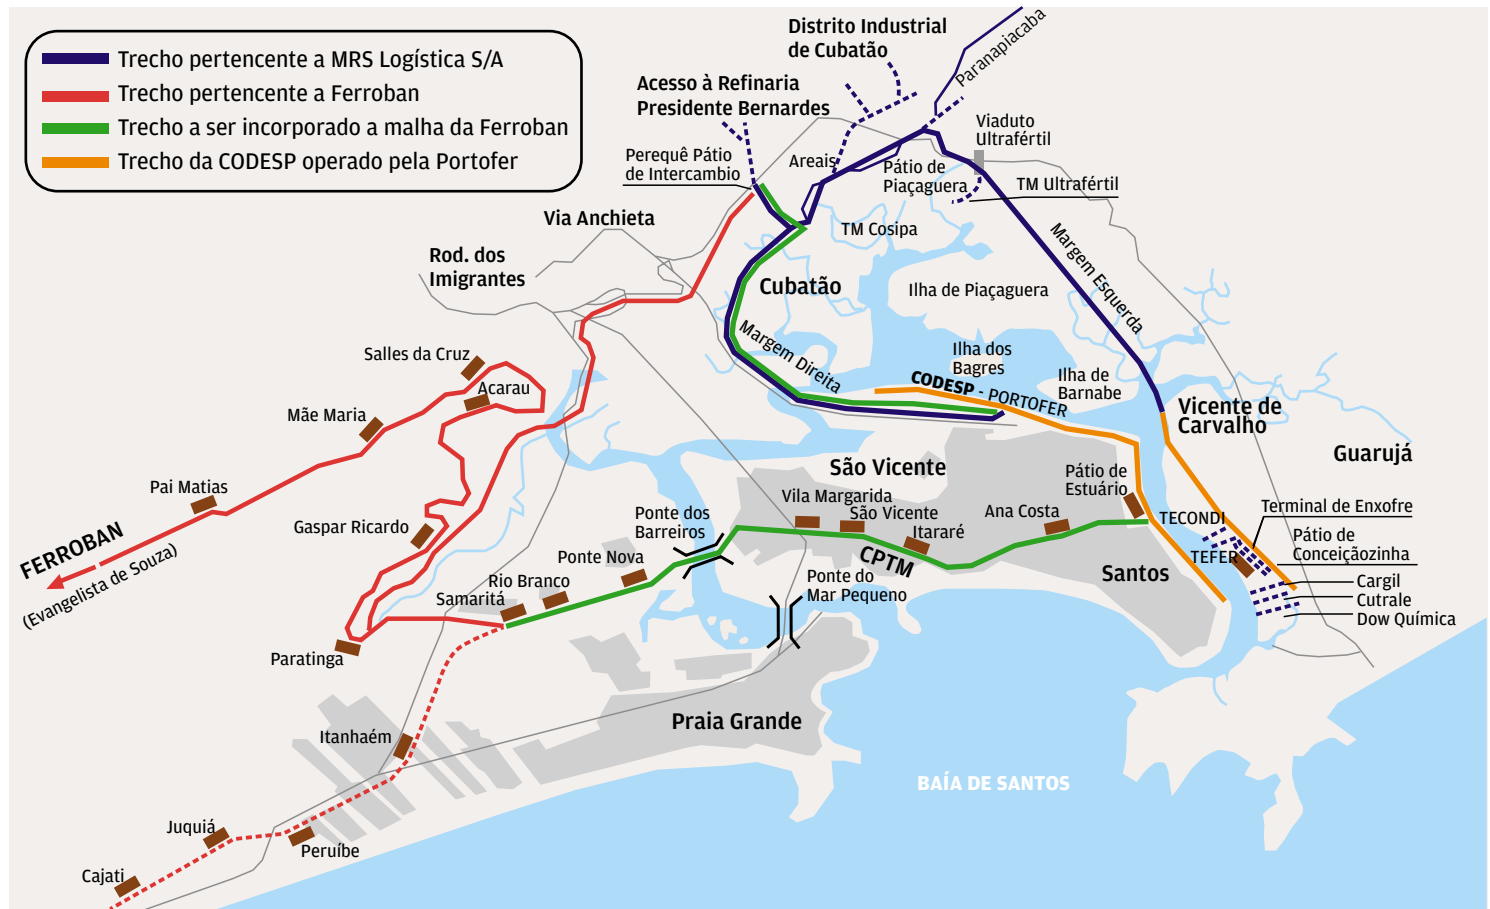 Trecho pertencente a MRS Logística S/A
Trecho pertencente a Ferroban
Trecho a ser incorporado a malha da Ferroban
Trecho da CODESP operado pela Portofer
Distrito Industrial
de Cubatão
Paranapiacaba
Acesso à Refinaria
Presidente Bernardes
Viaduto
Ultrafértil
Perequê Pátio
de Intercambio
Areais
Pátio de
Piaçaguera
TM Ultrafértil
Via Anchieta
TM Cosipa
Rod. dos
Imigrantes
Cubatão
Ilha de Piaçaguera
Margem Esquerda
Margem Direita
Salles da Cruz
Ilha dos
Bagres
Acarau
CODESP - PORTOFER
Ilha de
Barnabe
Mãe Maria
Vicente de
Carvalho
Guarujá
São Vicente
Pai Matias
Pátio de
Estuário
Vila Margarida
São Vicente
Ana Costa
Terminal de Enxofre
Gaspar Ricardo
Ponte dos
Barreiros
Itararé
TECONDI
Pátio de
Conceiçãozinha
FERROBAN
(Evangelista de Souza)
Ponte Nova
CPTM
TEFER
Rio Branco
Santos
Cargil
Samaritá
Ponte do
Mar Pequeno
Cutrale
Dow Química
Paratinga
Praia Grande
Itanhaém
BAÍA DE SANTOS
Juquiá
Peruíbe
Cajati